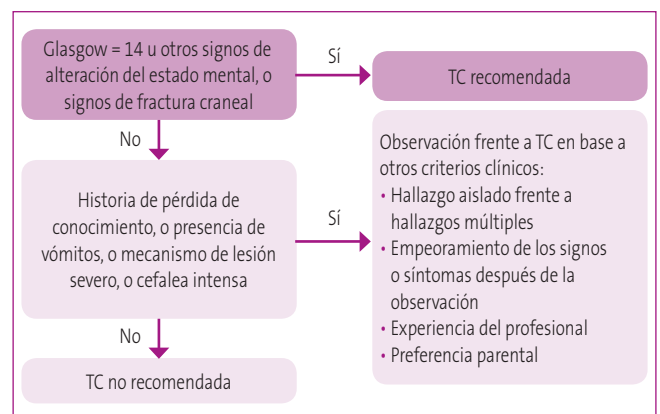 Glasgow = 14 u otros signos de
alteración del estado mental, o
signos de fractura craneal
Sí
TC recomendada
No
Historia de pérdida de
conocimiento, o presencia de
vómitos, o mecanismo de lesión
severo, o cefalea intensa
Sí
Observación frente a TC en base a
otros criterios clínicos:
• Hallazgo aislado frente a
hallazgos múltiples
• Empeoramiento de los signos
o síntomas después de la
observación
• Experiencia del profesional
• Preferencia parental
No
TC no recomendada